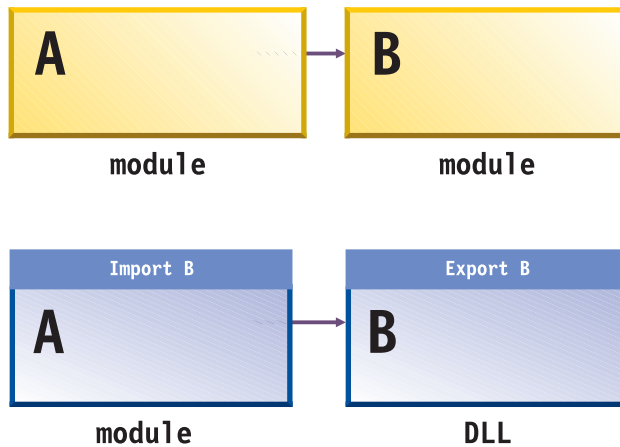 A
B
module
module
Import B
Export B
A
B
module
DLL